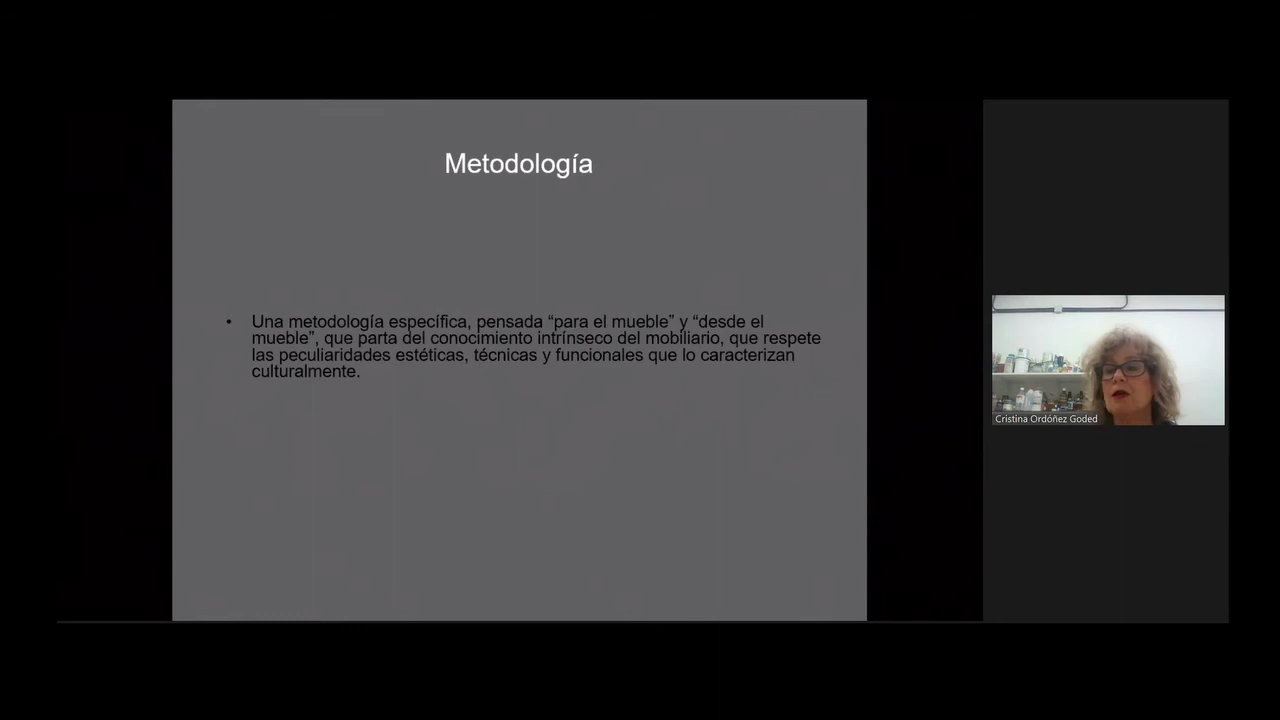 Metodología
• Una metodología específica, pensada “para el mueble” y “desde el
mueble”, que parta del conocimiento intrínseco del mobiliario, que respete
las peculiaridades estéticas, técnicas y funcionales que lo caracterizan
culturalmente.
Cristina Ordóñez Goded